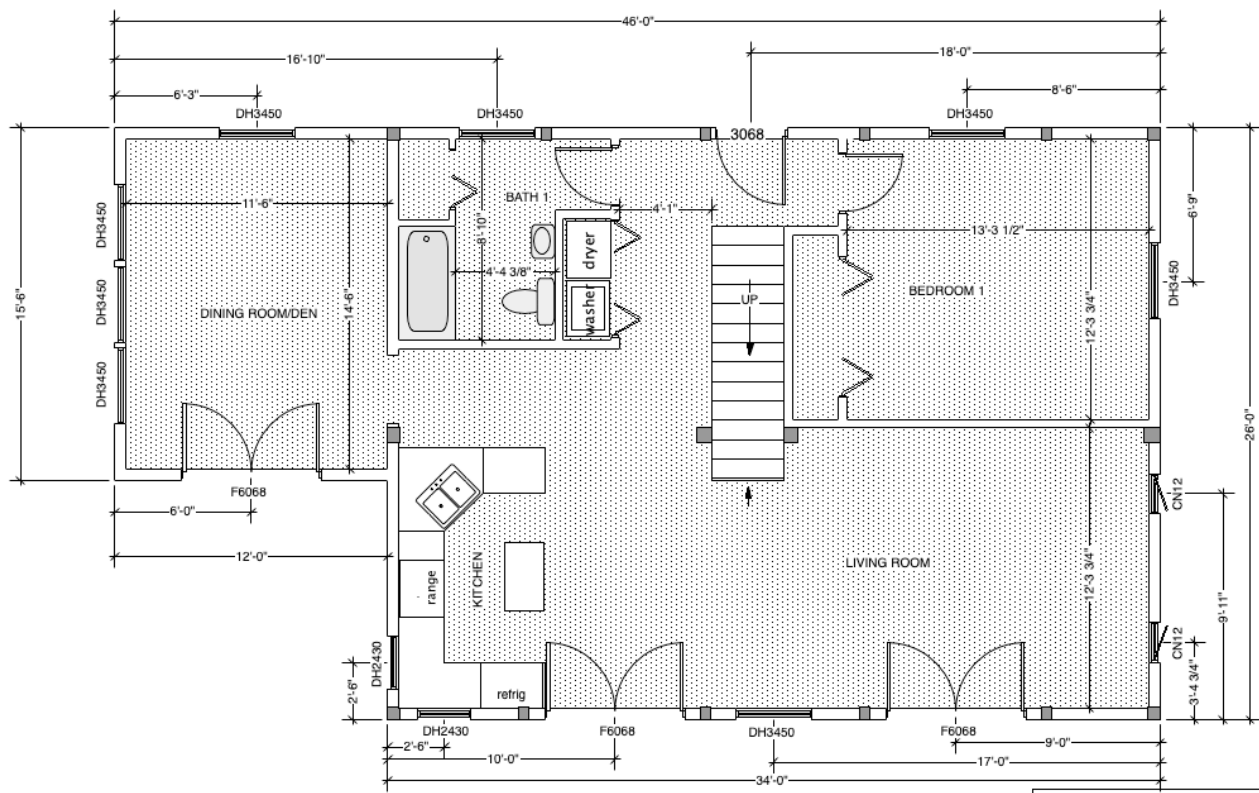 46'-0"
16'-10"
18'-0"
6'-3"
8'-6"
DH3450
DH3450
3068
DH3450
BATH 1
11'-6"
4'-1"
6'-9"
13'-3 1/2"
DH3450
8'-10"
dryer
4'-4 3/8"
UP
BEDROOM 1
DH3450
DH3450
washer
DINING ROOM/DEN
14'-6"
15'-6"
12'-3 3/4"
26'-0"
DH3450
F6068
6'-0"
CN12
12'-0"
LIVING ROOM
KITCHEN
range
12'-3 3/4"
9'-11"
CN12
DH2430
2'-6"
3'-4 3/4"
refrig
DH2430
F6068
DH3450
F6068
2'-6"
9'-0"
10'-0"
17'-0"
34'-0"